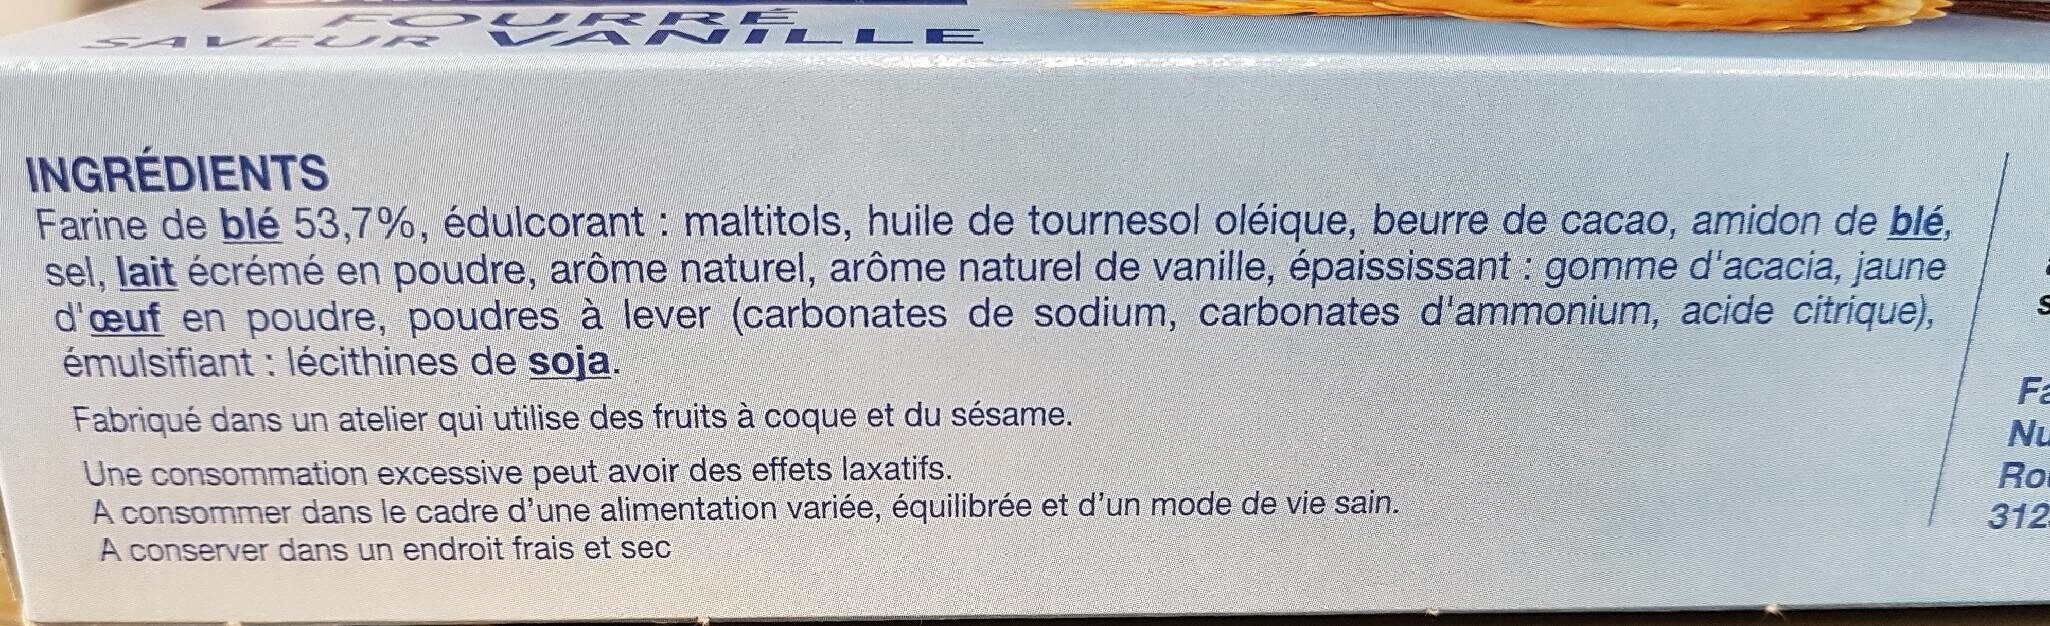 FOURRÉ
SAVEUR VANILLE
INGRÉDIENTS
Farine de blé 53,7%, édulcorant : maltitols, huile de tournesol oléique, beurre de cacao, amidon de blé,
sel, lait écrémé en poudre, arôme naturel, arôme naturel de vanille, épaississant : gomme d'acacia, jaune
d'œuf en poudre, poudres à lever (carbonates de sodium, carbonates d'ammonium, acide citrique),
émulsifiant : lécithines de soja.
Fabriqué dans un atelier qui utilise des fruits à coque et du sésame.
Une consommation excessive peut avoir des effets laxatifs.
A consommer dans le cadre d’une alimentation variée, équilibrée et d’un mode de vie sain.
A conserver dans un endroit frais et sec